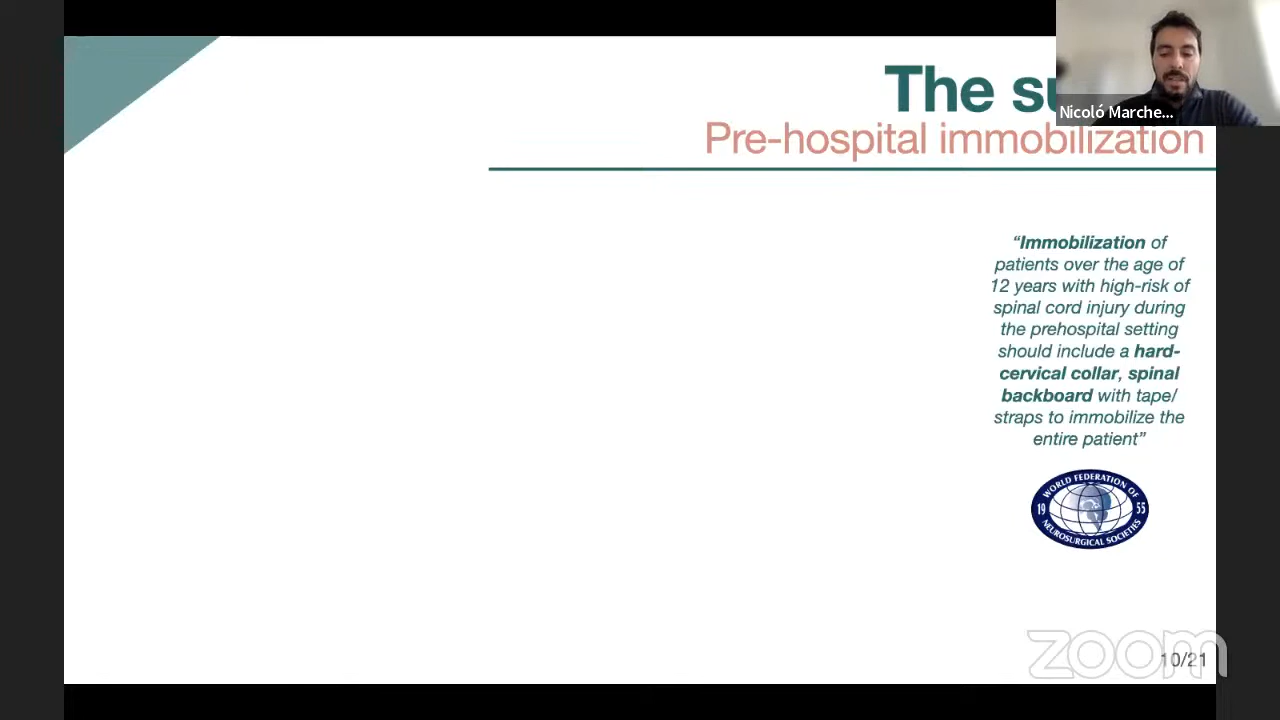 The
Nicoló Marche...
Pre-hospital immobilization
“Immobilization of
patients over the age of
12 years with high-risk of
spinal cord injury during
the prehospital setting
should include a hard-
cervical collar, spinal
backboard with tape/
straps to immobilize the
entire patient”
WORLD FEDERATION OF
19 55
NEUROSURGICAL SOCIETIES
zoom
10/21